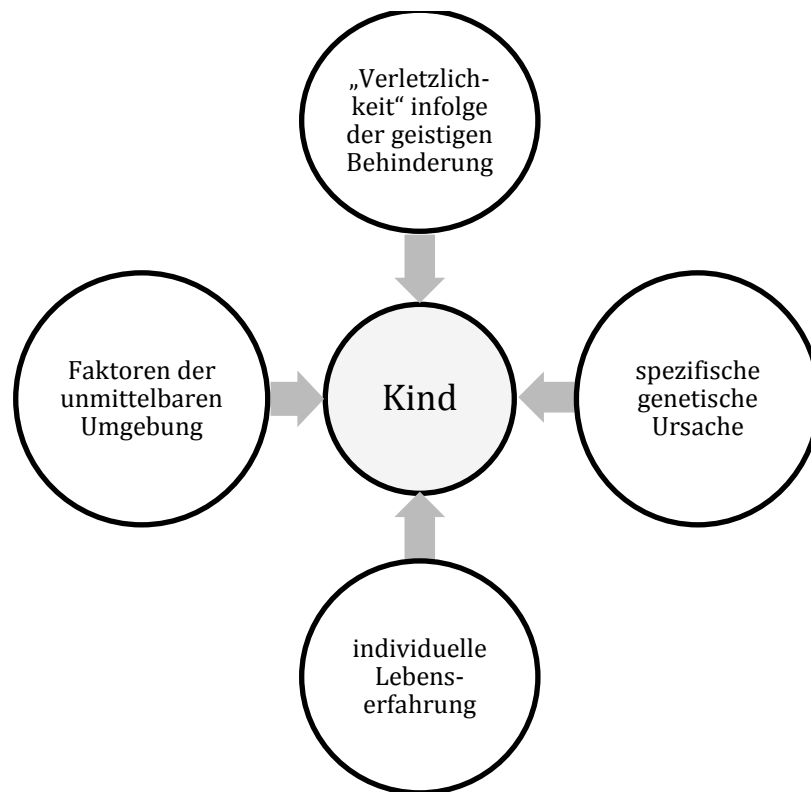 „Verletzlich-
keit“ infolge
der geistigen
Behinderung
Faktoren der
unmittelbaren
Umgebung
Kind
spezifische
genetische
Ursache
individuelle
Lebens-
erfahrung